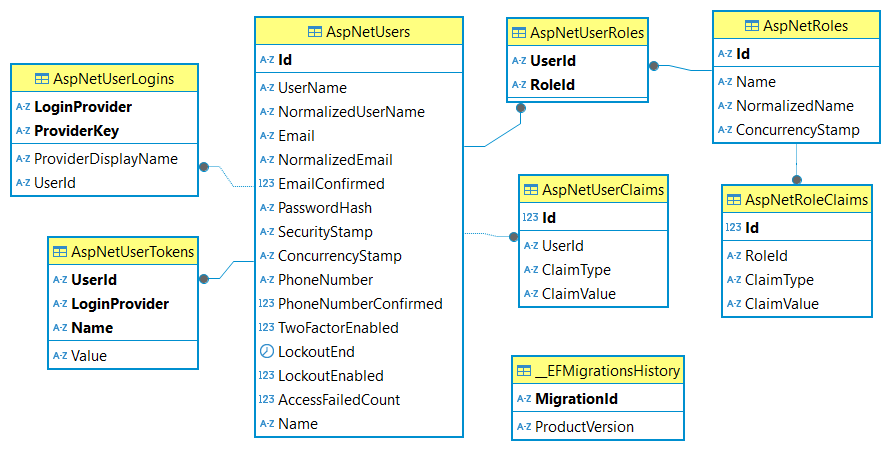 AspNetUserLogins
A-Z LoginProvider
A-Z ProviderKey
A-Z ProviderDisplayName
A-Z UserId
AspNetUserTokens
A-Z UserId
A-Z LoginProvider
A-Z Name
A-Z Value
AspNetUsers
A-Z Id
A-Z UserName
A-Z NormalizedUserName
A-Z Email
A-Z NormalizedEmail
123 EmailConfirmed
A-Z PasswordHash
A-Z SecurityStamp
A-Z ConcurrencyStamp
A-Z PhoneNumber
123 PhoneNumberConfirmed
123 TwoFactorEnabled
LockoutEnd
123 LockoutEnabled
123 AccessFailedCount
A-Z Name
AspNetUserRoles
A-Z UserId
A-Z RoleId
AspNetUserClaims
123 Id
A-Z UserId
A-Z ClaimType
A-Z ClaimValue
__EFMigrationsHistory
A-Z MigrationId
A-Z ProductVersion
AspNetRoles
A-Z Id
A-Z Name
A-Z NormalizedName
A-Z ConcurrencyStamp
AspNetRoleClaims
123 Id
A-Z RoleId
A-Z ClaimType
A-Z ClaimValue